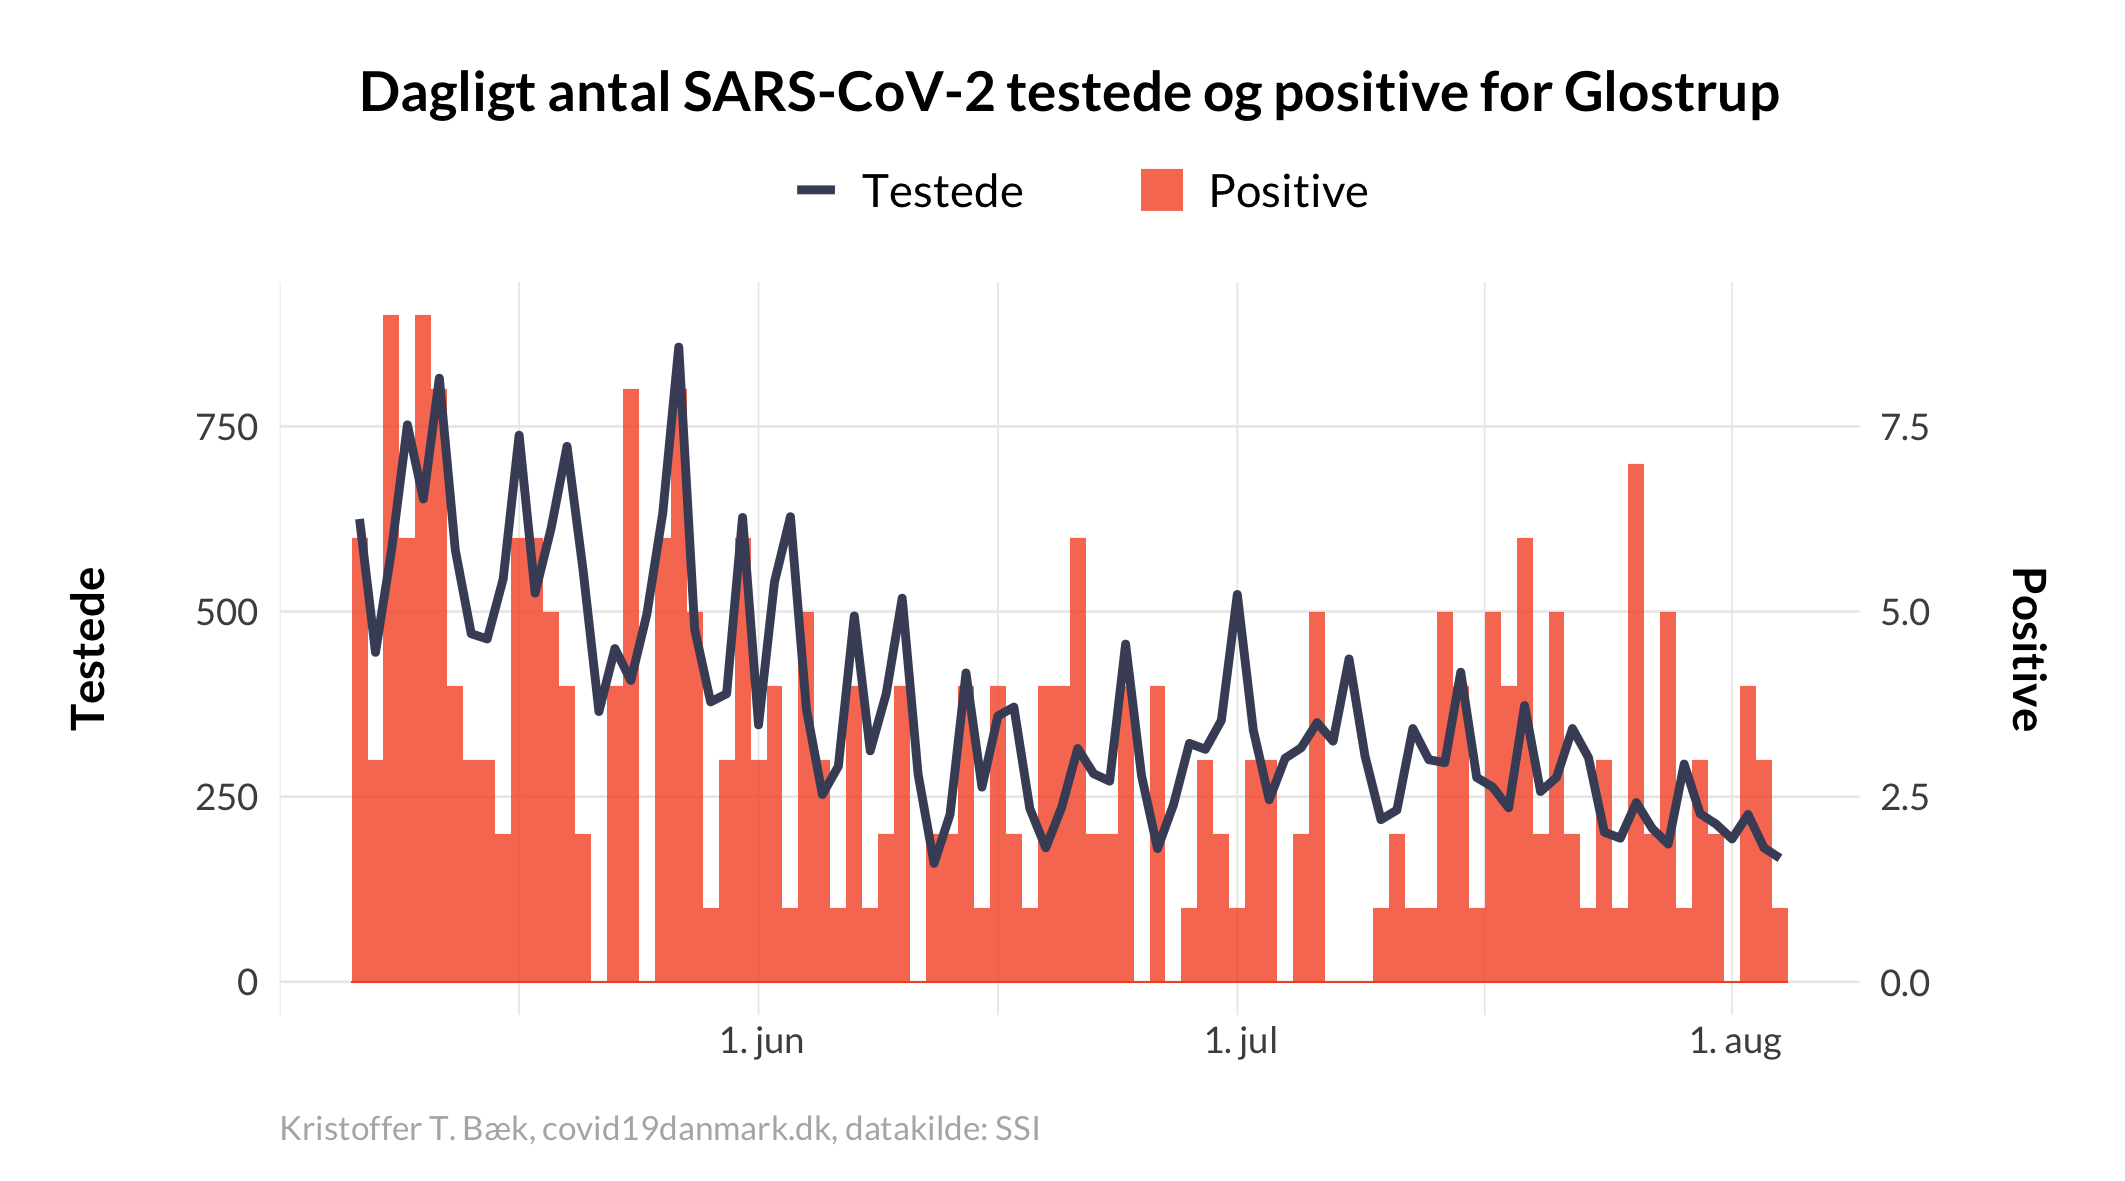 Dagligt antal SARS-CoV-2 testede og positive for Glostrup
Testede
Positive
Testede
750
500
250
0
7.5
5.0
2.5
0.0
Positive
1. jun
1. jul
1. aug
Kristoffer T. Bæk, covid19danmark.dk, datakilde: SSI